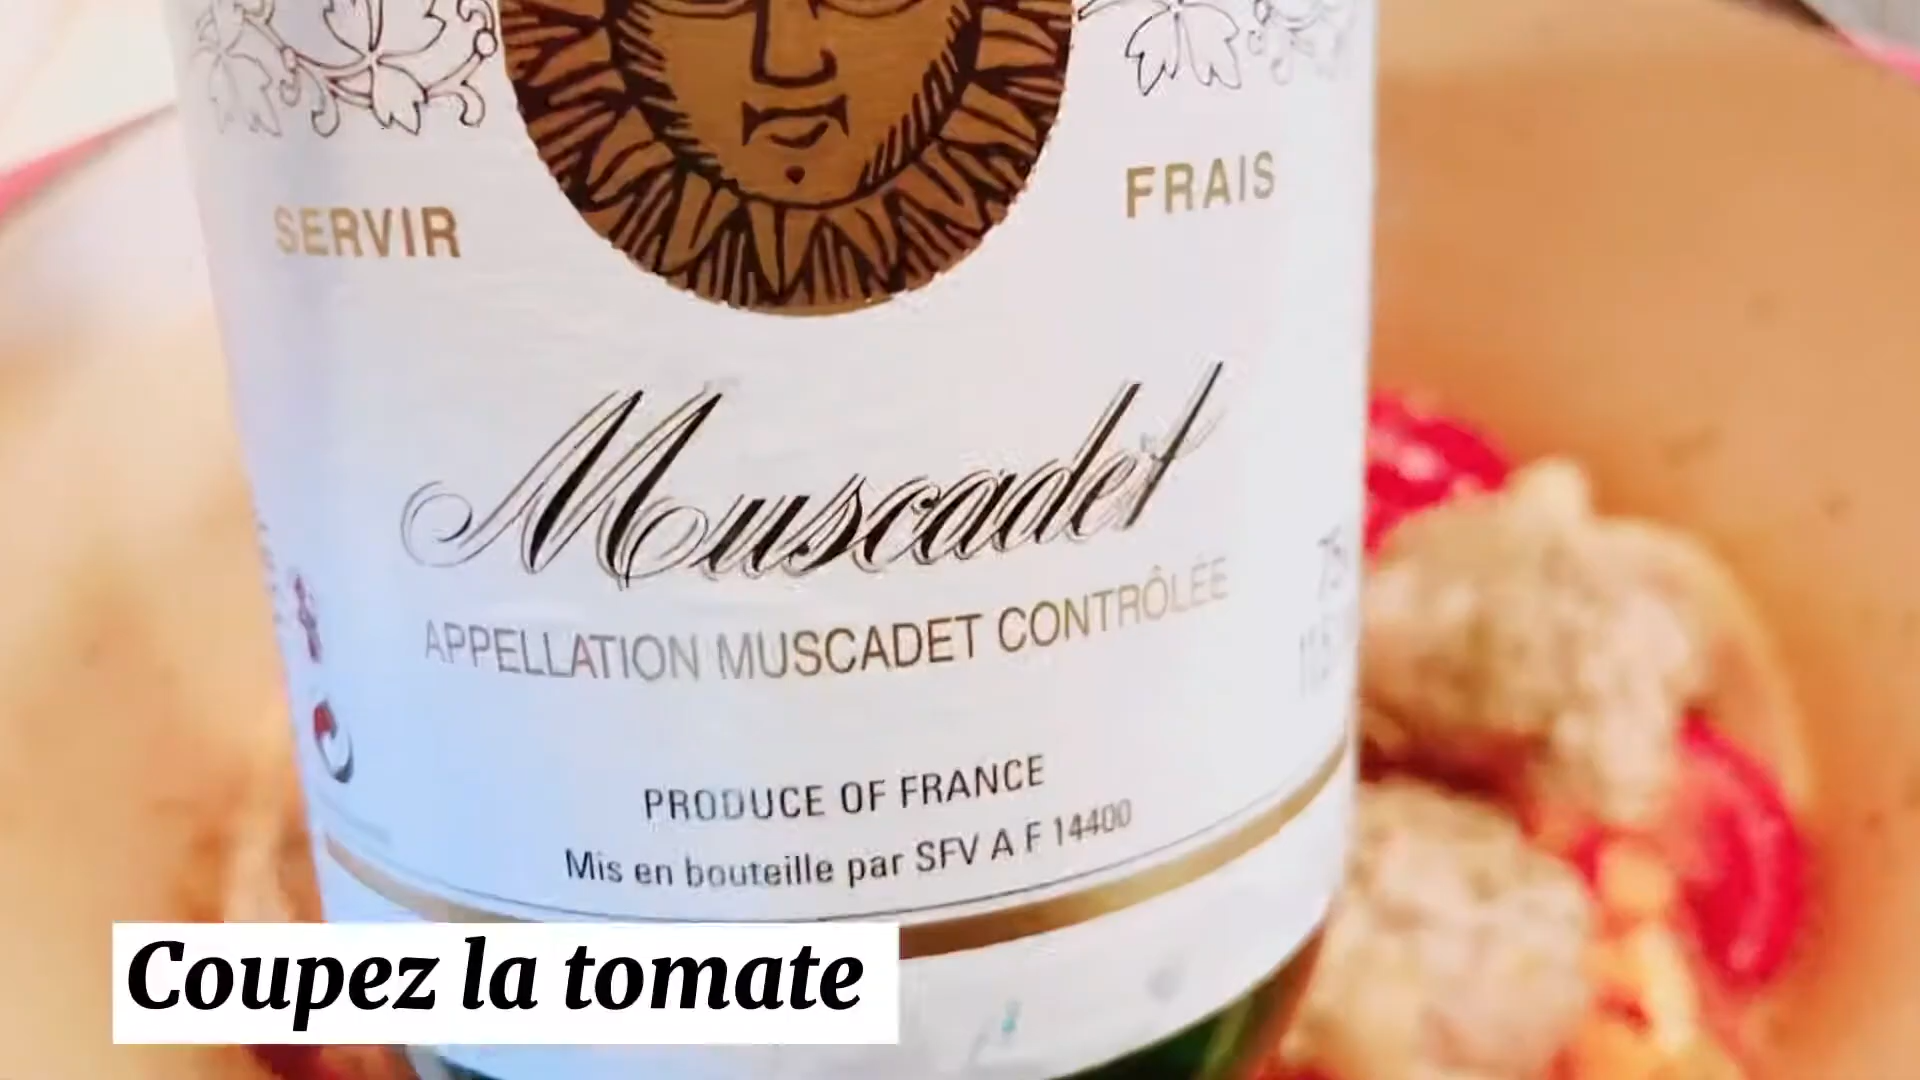 SERVIR FRAIS
Muscadet
APPELLATION MUSCADET CONTRÔLÉE
PRODUCE OF FRANCE
Mis en bouteille par SFV A F 14400
Coupez la tomate